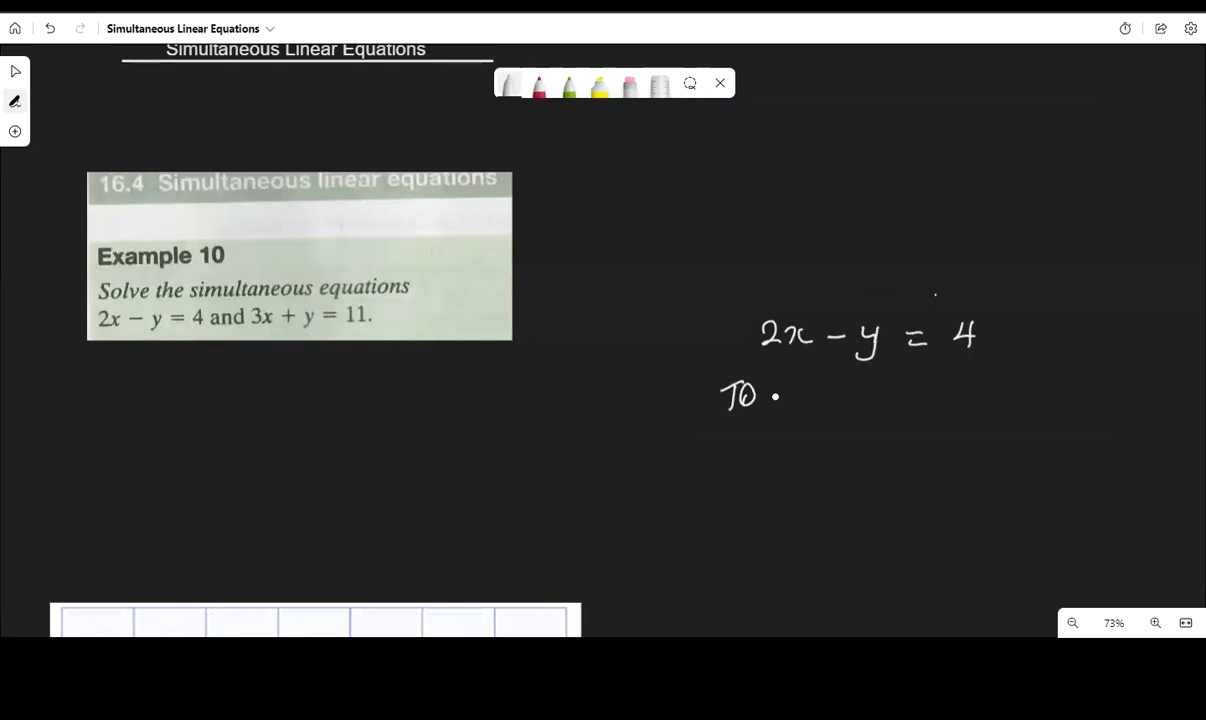 Simultaneous Linear Equations
Simultaneous Linear Equations
16.4 Simultaneous linear equations
Example 10
Solve the simultaneous equations
2x − y = 4 and 3x + y = 11.
2x − y = 4
TO
73%